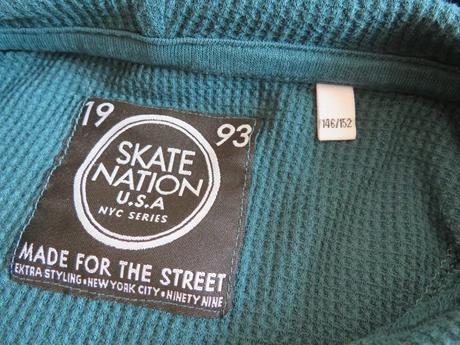 19 93
SKATE
NATION
U.S.A
NYC SERIES
MADE FOR THE STREET
EXTRA STYLING • NEW YORK CITY • NINETY NINE
146/152